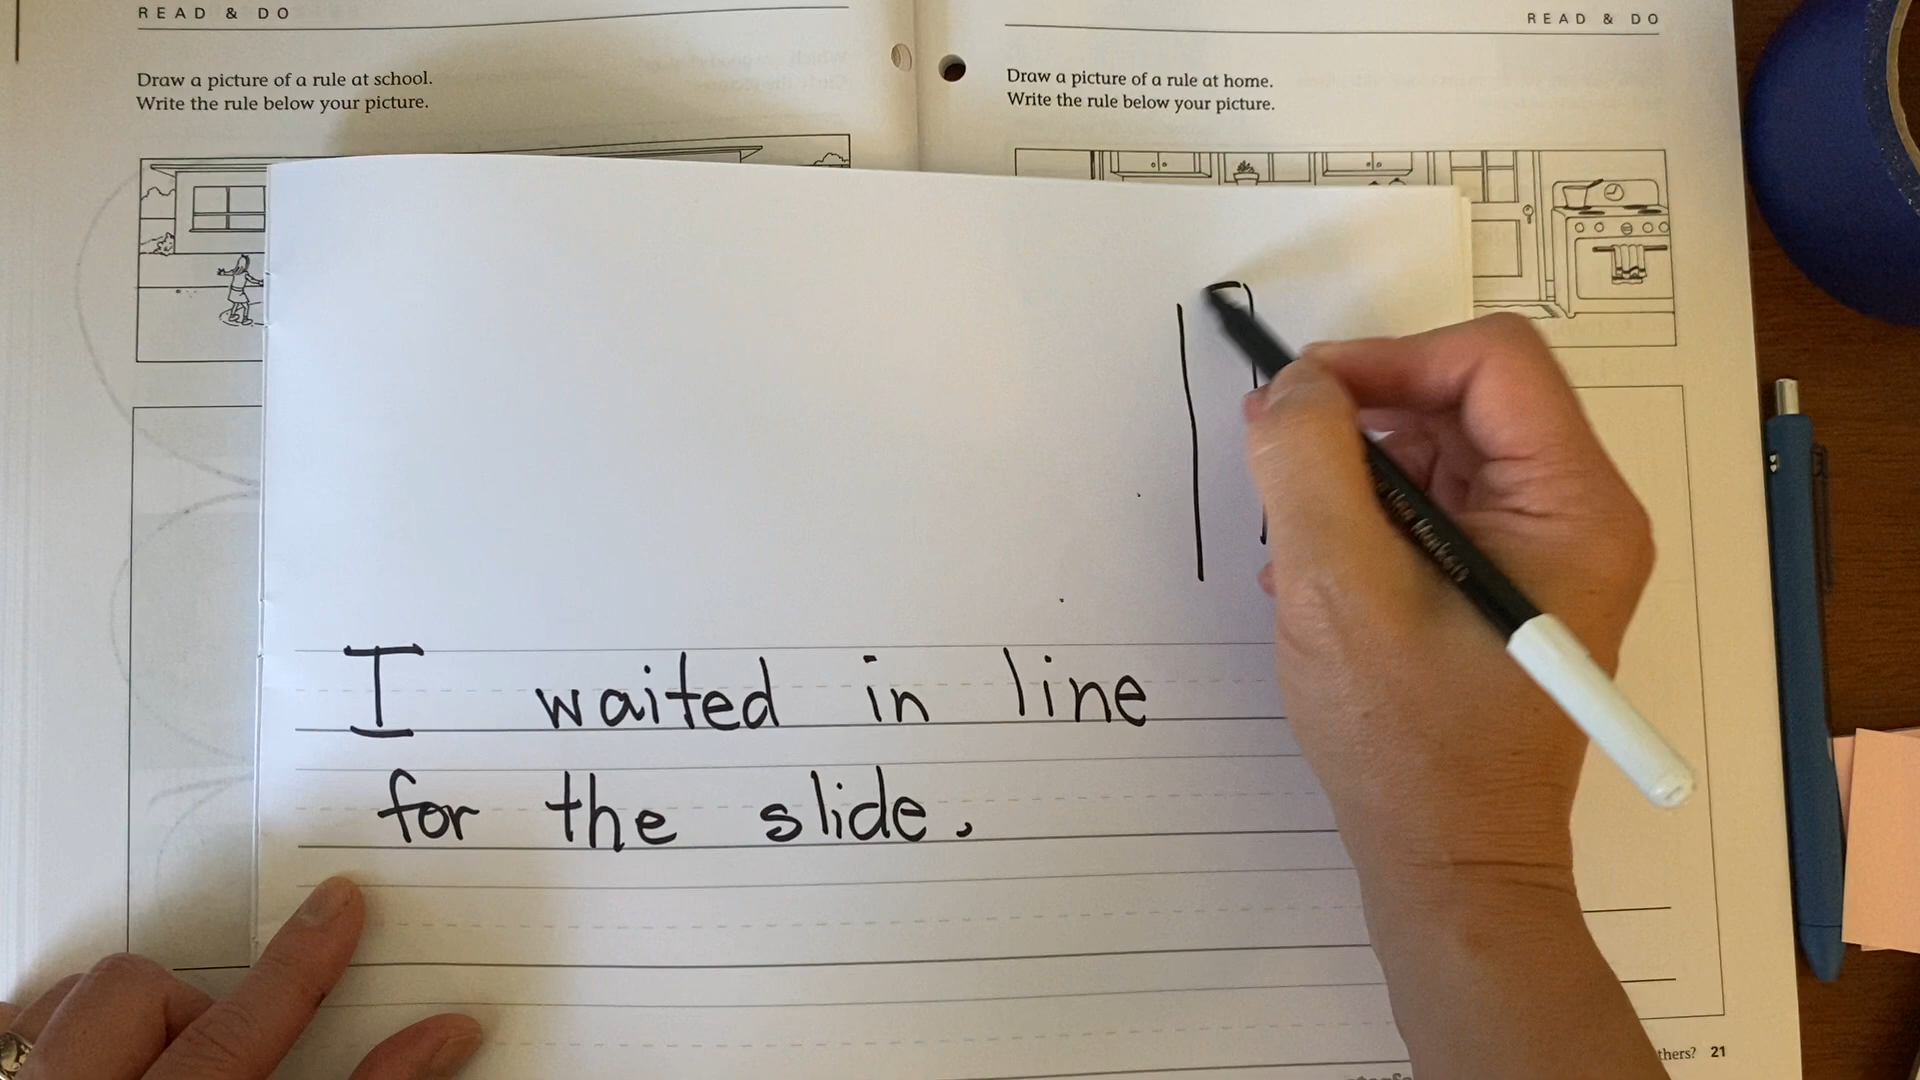 READ & DO
READ & DO
Draw a picture of a rule at school.
Write the rule below your picture.
Draw a picture of a rule at home.
Write the rule below your picture.
I waited in line
for the slide.
thers? 21